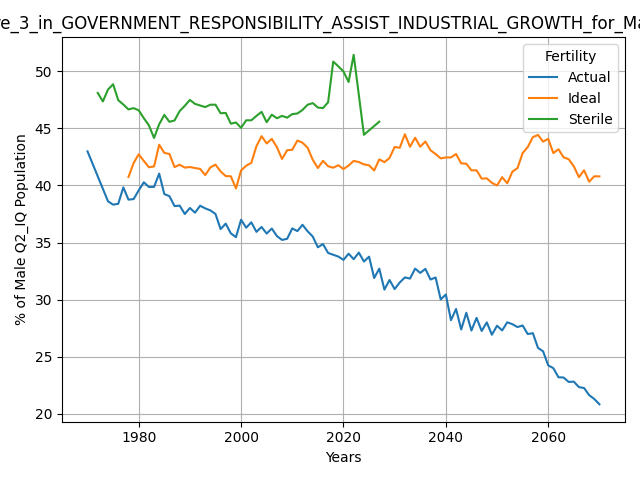 re_3_in_GOVERNMENT_RESPONSIBILITY_ASSIST_INDUSTRIAL_GROWTH_for_Ma
Fertility
Actual
Ideal
Sterile
% of Male Q2_IQ Population
50
45
40
35
30
25
20
1980
2000
2020
2040
2060
Years